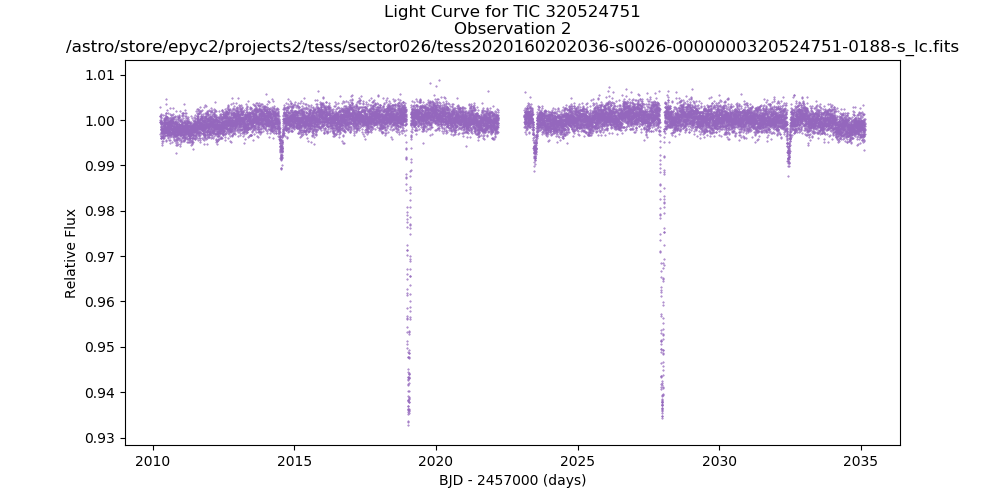 Light Curve for TIC 320524751
Observation 2
/astro/store/epyc2/projects2/tess/sector026/tess2020160202036-s0026-0000000320524751-0188-s_lc.fits
1.01
1.00
0.99
0.98
0.97
0.96
0.95
0.94
0.93
Relative Flux
2010 2015 2020 2025 2030 2035
BJD - 2457000 (days)